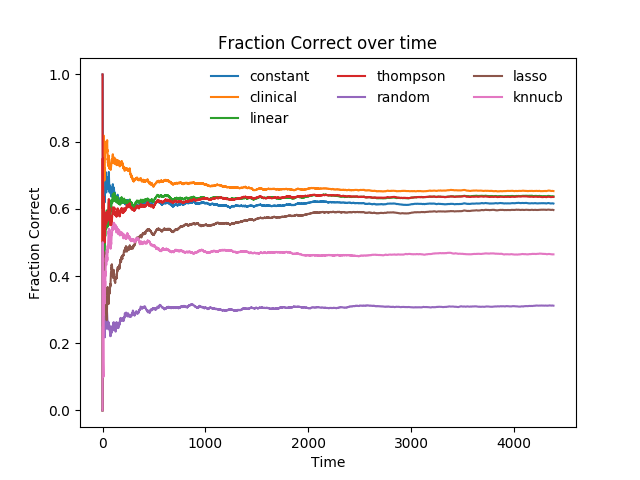 Fraction Correct over time
constant
clinical
linear
thompson
random
lasso
knnucb
Fraction Correct
1.0
0.8
0.6
0.4
0.2
0.0
0 1000 2000 3000 4000
Time